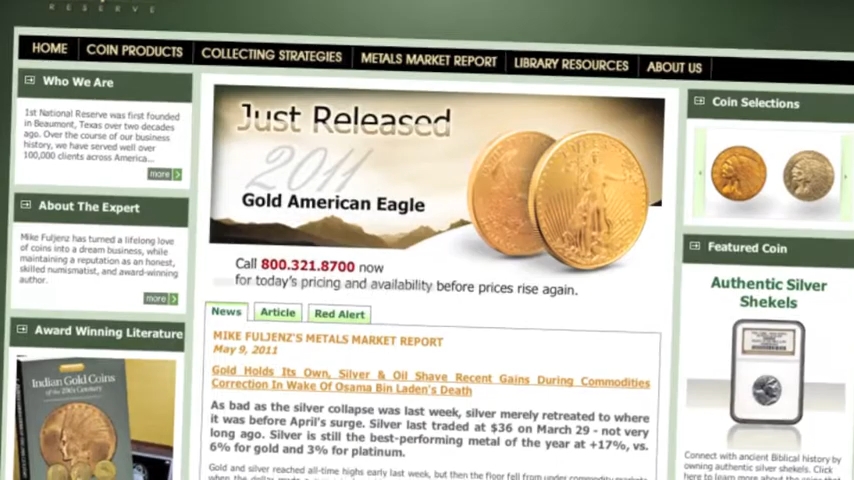 RESERVE
HOME
COIN PRODUCTS
COLLECTING STRATEGIES
METALS MARKET REPORT
LIBRARY RESOURCES
ABOUT US
Who We Are
1st National Reserve was first founded
in Beaumont, Texas over two decades
ago. Over the course of our business
history, we have served well over
100,000 clients across America...
more
About The Expert
Mike Fuljenz has turned a lifelong love
of coins into a dream business, while
maintaining a reputation as an honest,
skilled numismatist, and award-winning
author.
more
Award Winning Literature
Indian Gold Coins
of the 20th Century
Just Released
2011
Gold American Eagle
Call 800.321.8700 now
for today's pricing and availability before prices rise again.
News
Article
Red Alert
MIKE FULJENZ'S METALS MARKET REPORT
May 9, 2011
Gold Holds Its Own, Silver & Oil Shave Recent Gains During Commodities
Correction In Wake Of Osama Bin Laden's Death
As bad as the silver collapse was last week, silver merely retreated to where
it was before April's surge. Silver last traded at $36 on March 29 - not very
long ago. Silver is still the best-performing metal of the year at +17%, vs.
6% for gold and 3% for platinum.
Gold and silver reached all-time highs early last week, but then the floor fell from under commodity markets
Coin Selections
Featured Coin
Authentic Silver
Shekels
Connect with ancient Biblical history by
owning authentic silver shekels. Click